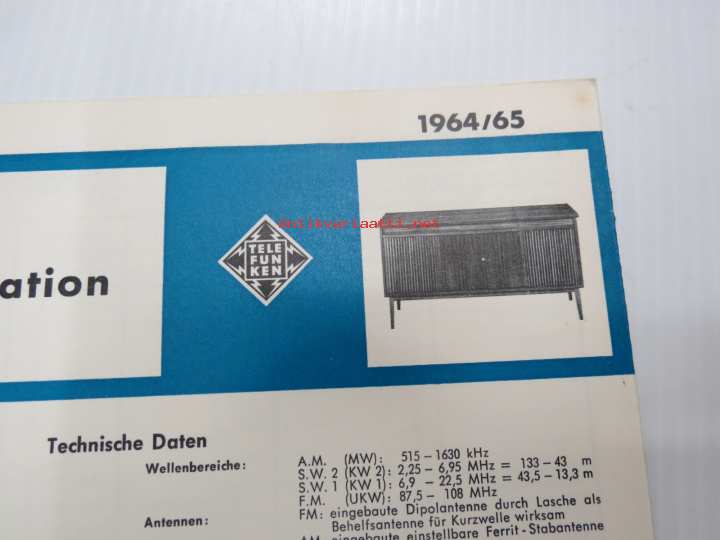 1964/65
Antikvariaatti.net
TELE
FUN
KEN
ation
Technische Daten
Wellenbereiche: A.M. (MW): 515 – 1630 kHz
S.W. 2 (KW 2): 2,25 – 6,95 MHz = 133 – 43 m
S.W. 1 (KW 1): 6,9 – 22,5 MHz = 43,5 – 13,3 m
F.M. (UKW): 87,5 – 108 MHz
Antennen: FM: eingebaute Dipolantenne durch Lasche als
Behelfsantenne für Kurzwelle wirksam
AM: eingebaute einstellbare Ferrit-Stabantenne